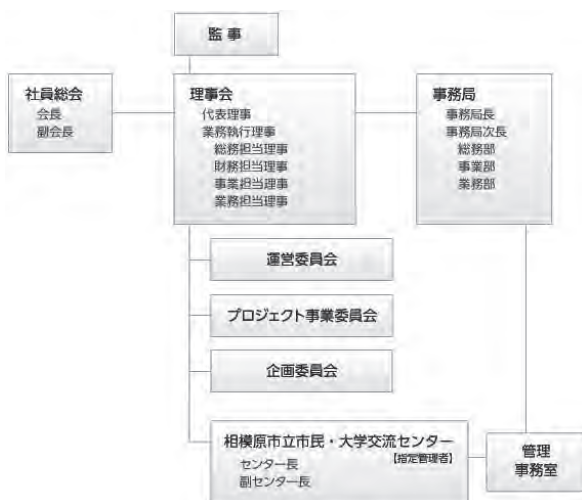 監事
社員総会
会長
副会長
理事会
代表理事
業務執行理事
総務担当理事
財務担当理事
事業担当理事
業務担当理事
事務局
事務局長
事務局次長
総務部
事業部
業務部
運営委員会
プロジェクト事業委員会
企画委員会
相模原市立市民・大学交流センター
【指定管理者】
センター長
副センター長
管理
事務室